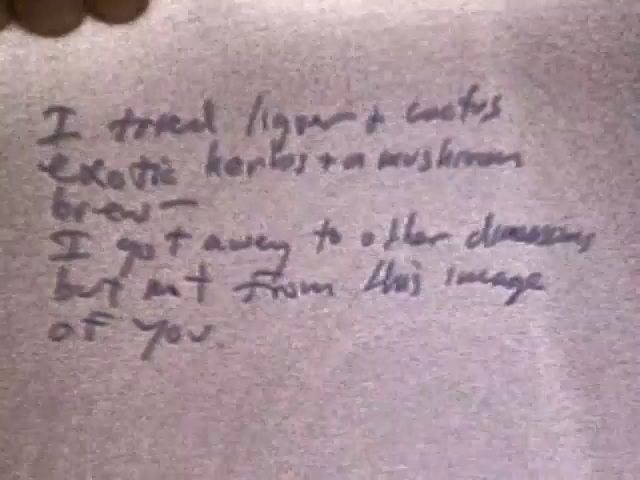 I tried liquor + cactus
exotic herbs + a mushroom
brew—
I got away to other dimensions
but not from this image
of you.